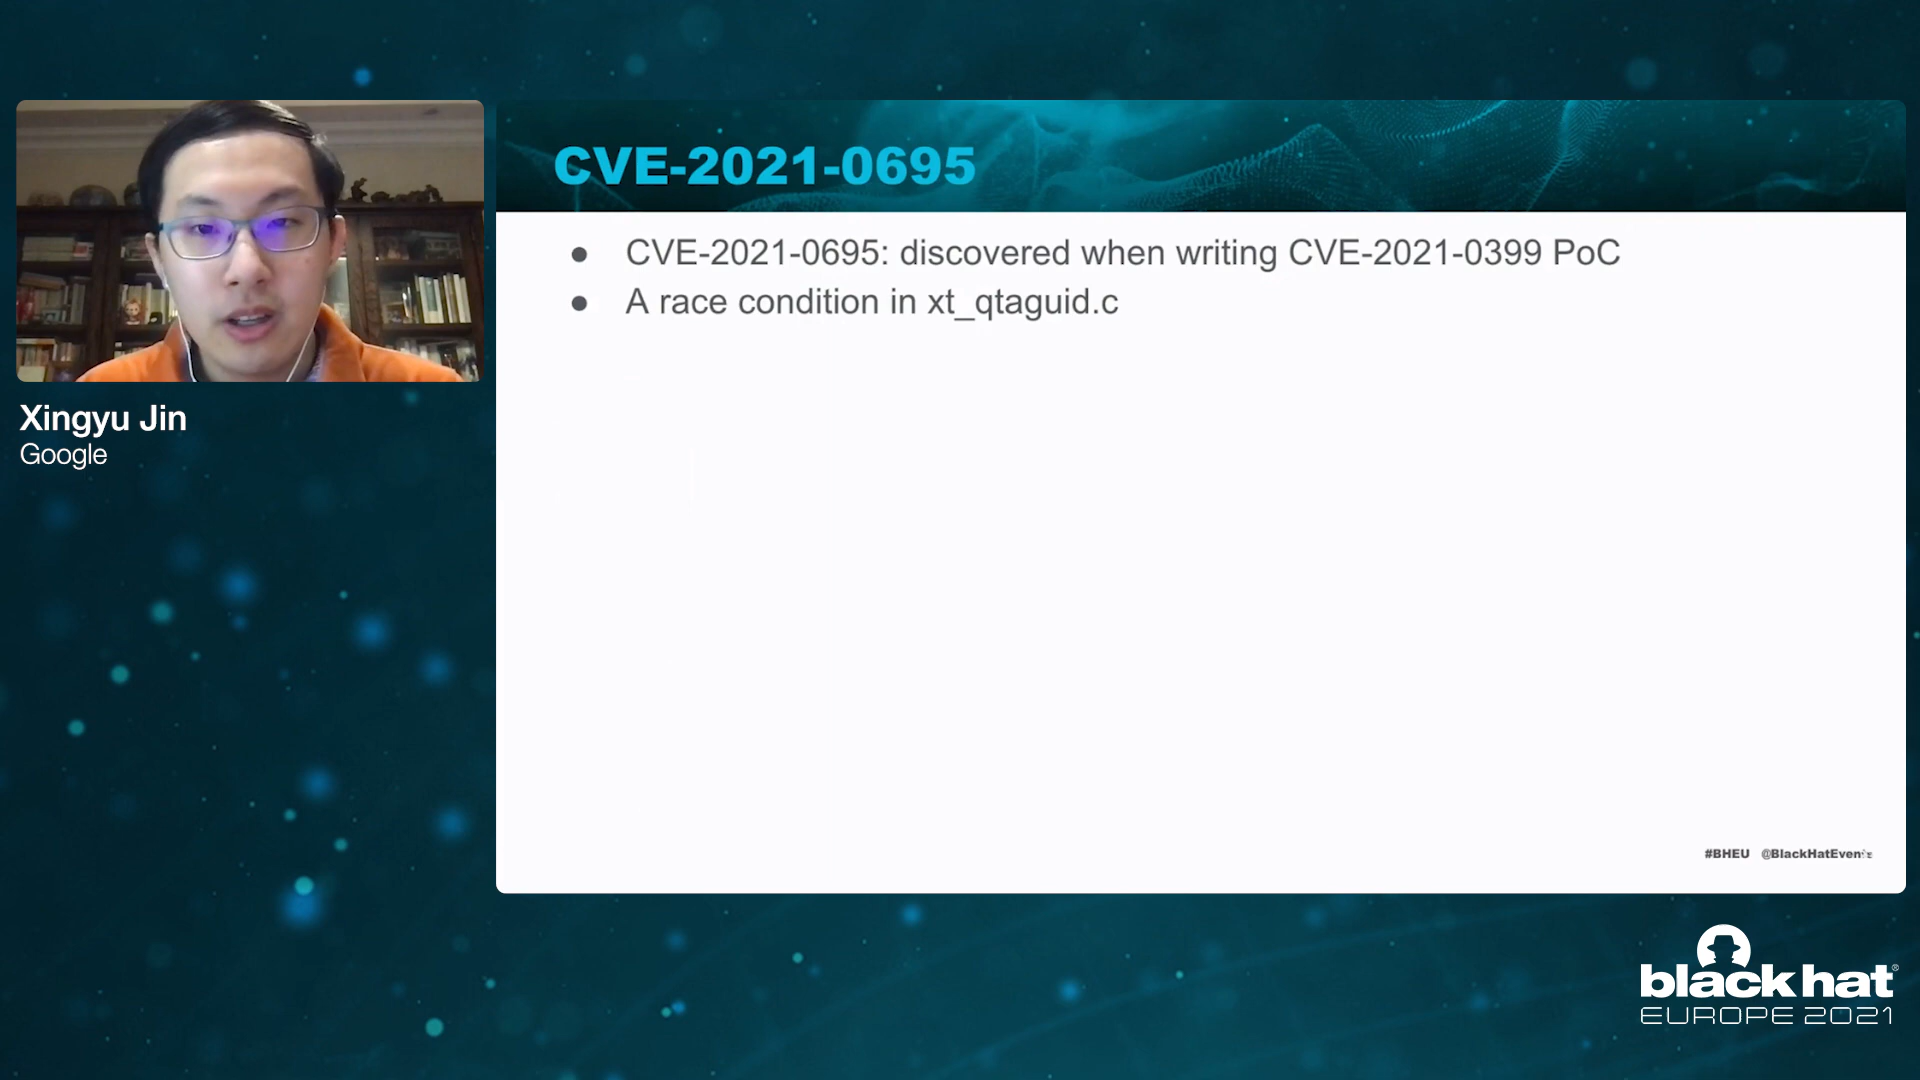 Xingyu Jin
Google
CVE-2021-0695
● CVE-2021-0695: discovered when writing CVE-2021-0399 PoC
● A race condition in xt_qtaguid.c
#BHEU @BlackHatEvents
black hat®
EUROPE 2021